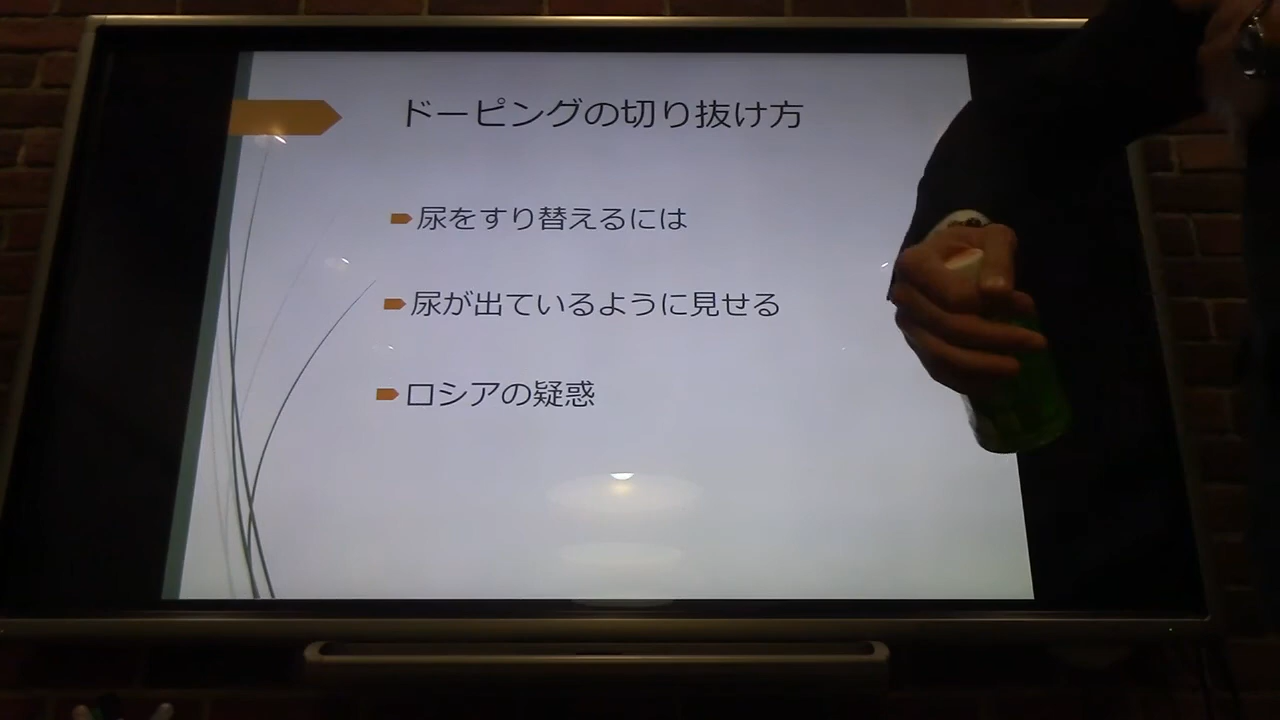 ドーピングの切り抜け方
尿をすり替えるには
尿が出ているように見せる
ロシアの疑惑